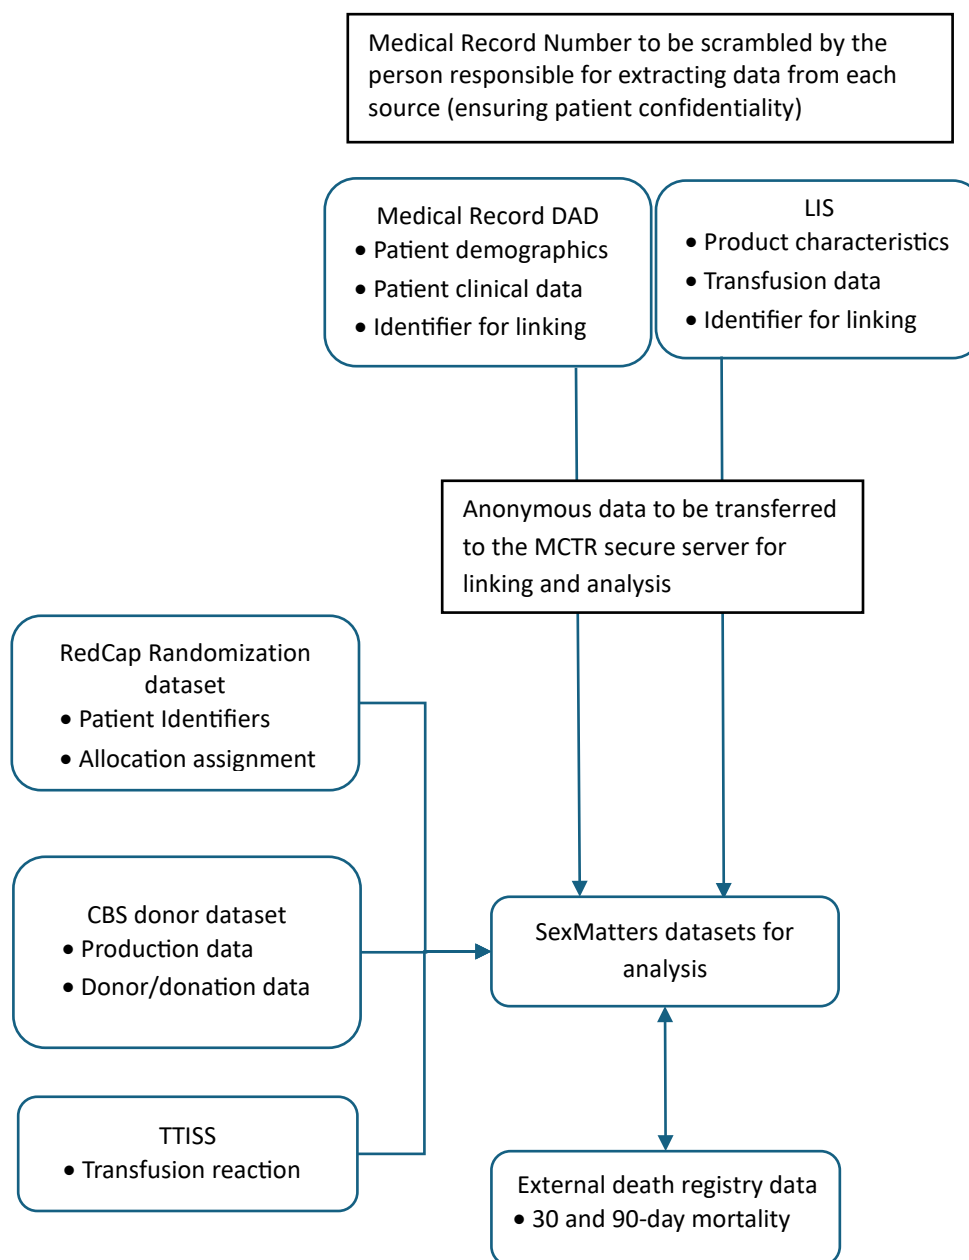 Medical Record Number to be scrambled by the
person responsible for extracting data from each
source (ensuring patient confidentiality)
Medical Record DAD
• Patient demographics
• Patient clinical data
• Identifier for linking
LIS
• Product characteristics
• Transfusion data
• Identifier for linking
Anonymous data to be transferred
to the MCTR secure server for
linking and analysis
RedCap Randomization
dataset
• Patient Identifiers
• Allocation assignment
CBS donor dataset
• Production data
• Donor/donation data
SexMatters datasets for
analysis
TTISS
• Transfusion reaction
External death registry data
• 30 and 90-day mortality